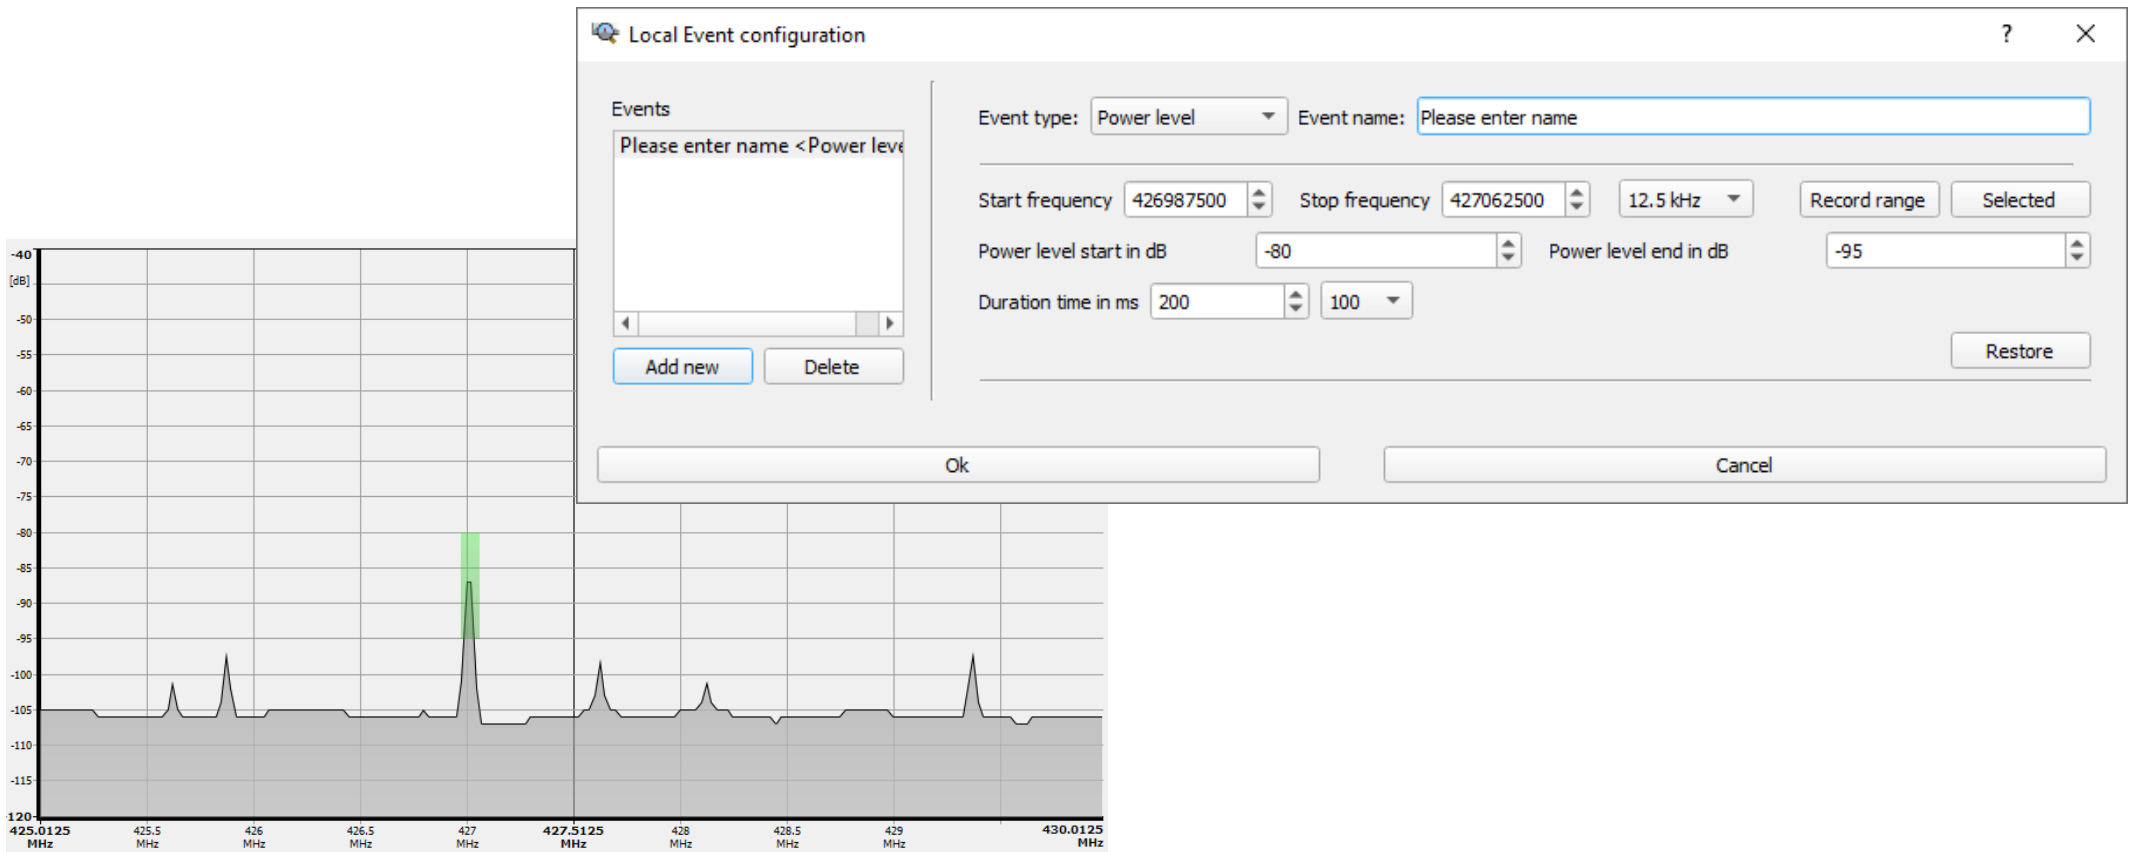 Local Event configuration
?
Events
Please enter name <Power leve
Add new
Delete
Event type: Power level Event name: Please enter name
Start frequency 426987500 Stop frequency 427062500 12.5 kHz Record range Selected
Power level start in dB -80 Power level end in dB -95
Duration time in ms 200 100
Restore
Ok
Cancel
-40
[dB]
-50
-55
-60
-65
-70
-75
-80
-85
-90
-95
-100
-105
-110
-115
120
425.0125 425.5 426 426.5 427 427.5125 428 428.5 429 430.0125
MHz MHz MHz MHz MHz MHz MHz MHz MHz MHz